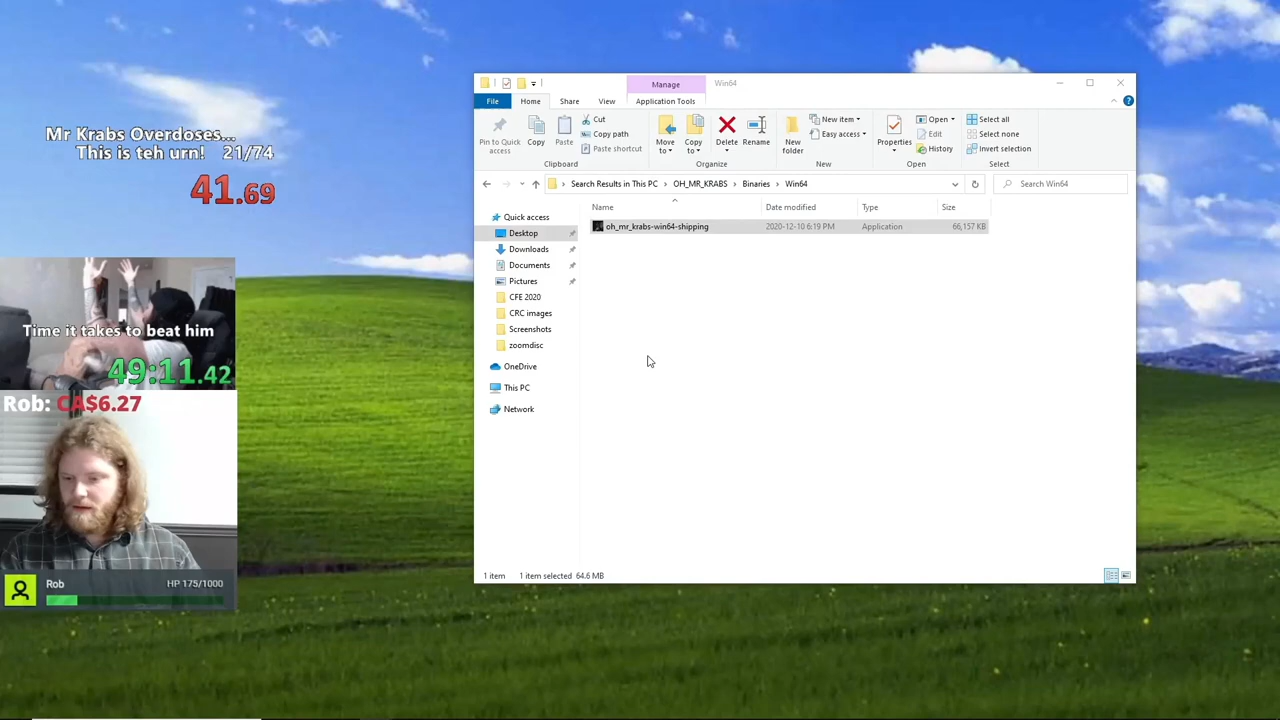 Mr Krabs Overdoses...
This is teh urn! 21/74
41.69
Time it takes to beat him
49:11.42
Rob: CA$6.27
Rob HP 175/1000
Manage Win64
File Home Share View Application Tools
Pin to Quick access
Copy
Paste
Cut
Copy path
Paste shortcut
Clipboard
Move to
Copy to
Delete
Rename
Organize
New folder
New item
Easy access
New
Properties
Open
Edit
History
Open
Select all
Select none
Invert selection
Select
Search Results in This PC > OH_MR_KRABS > Binaries > Win64
Search Win64
Name Date modified Type Size
oh_mr_krabs-win64-shipping 2020-12-10 6:19 PM Application 66,157 KB
Quick access
Desktop
Downloads
Documents
Pictures
CFE 2020
CRC images
Screenshots
zoomdisc
OneDrive
This PC
Network
1 item 1 item selected 64.6 MB